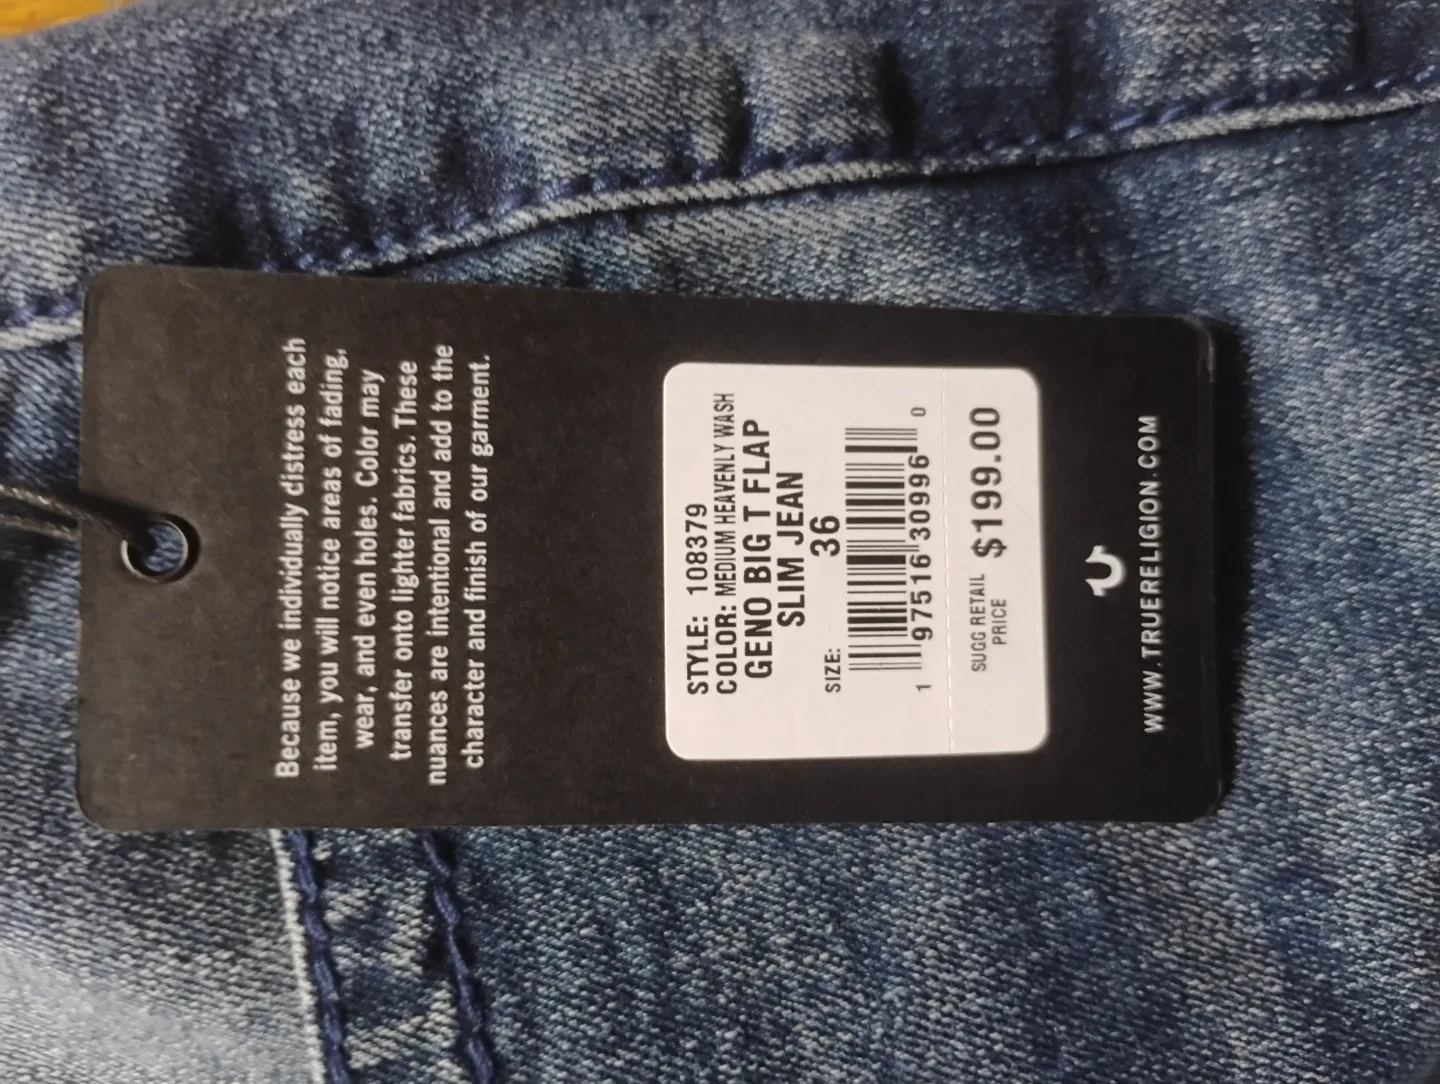 Because we individually distress each
item, you will notice areas of fading,
wear, and even holes. Color may
transfer onto lighter fabrics. These
nuances are intentional and add to the
character and finish of our garment.
STYLE: 108379
COLOR: MEDIUM HEAVENLY WASH
GENO BIG T FLAP
SLIM JEAN
SIZE: 36
1 97516 30996 0
SUGG RETAIL
PRICE $199.00
WWW.TRUERELIGION.COM